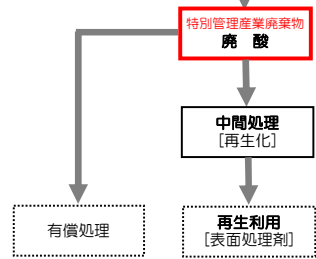 特別管理産業廃棄物
廃 酸
中間処理
[再生化]
有償処理
再生利用
[表面処理剤]